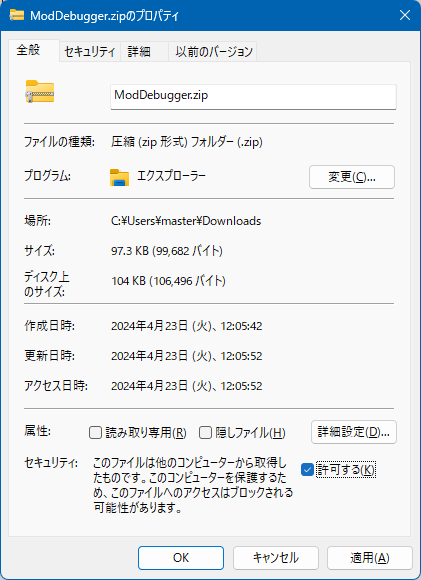 ModDebugger.zipのプロパティ
全般 セキュリティ 詳細 以前のバージョン
ModDebugger.zip
ファイルの種類: 圧縮 (zip 形式) フォルダー (.zip)
プログラム: エクスプローラー 変更(C)...
場所: C:¥Users¥master¥Downloads
サイズ: 97.3 KB (99,682 バイト)
ディスク上
のサイズ: 104 KB (106,496 バイト)
作成日時: 2024年4月23日 (火)、12:05:42
更新日時: 2024年4月23日 (火)、12:05:52
アクセス日時: 2024年4月23日 (火)、12:05:52
属性: 読み取り専用(R) 隠しファイル(H) 詳細設定(D)...
セキュリティ: このファイルは他のコンピューターから取得し
たものです。このコンピューターを保護するた
め、このファイルへのアクセスはブロックされる
可能性があります。
許可する(K)
OK キャンセル 適用(A)